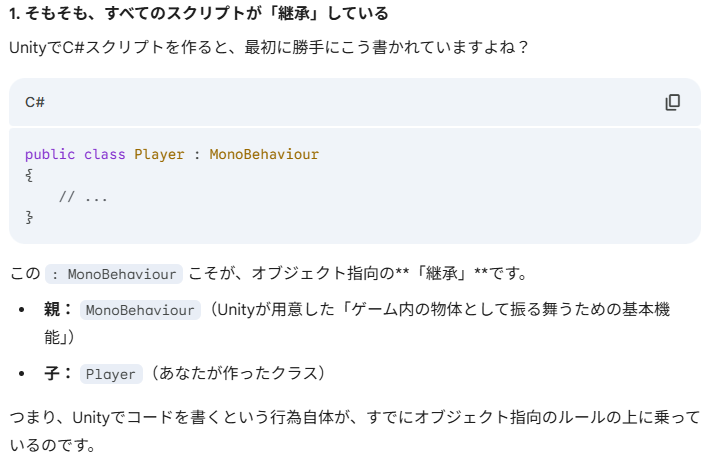 1. そもそも、すべてのスクリプトが「継承」している
UnityでC#スクリプトを作ると、最初に勝手にこう書かれていますよね？
C#
public class Player : MonoBehaviour
{
    // ...
}
この : MonoBehaviour こそが、オブジェクト指向の**「継承」**です。
• 親： MonoBehaviour（Unityが用意した「ゲーム内の物体として振る舞うための基本機
能」）
• 子： Player（あなたが作ったクラス）
つまり、Unityでコードを書くという行為自体が、すでにオブジェクト指向のルールの上に乗って
いるのです。